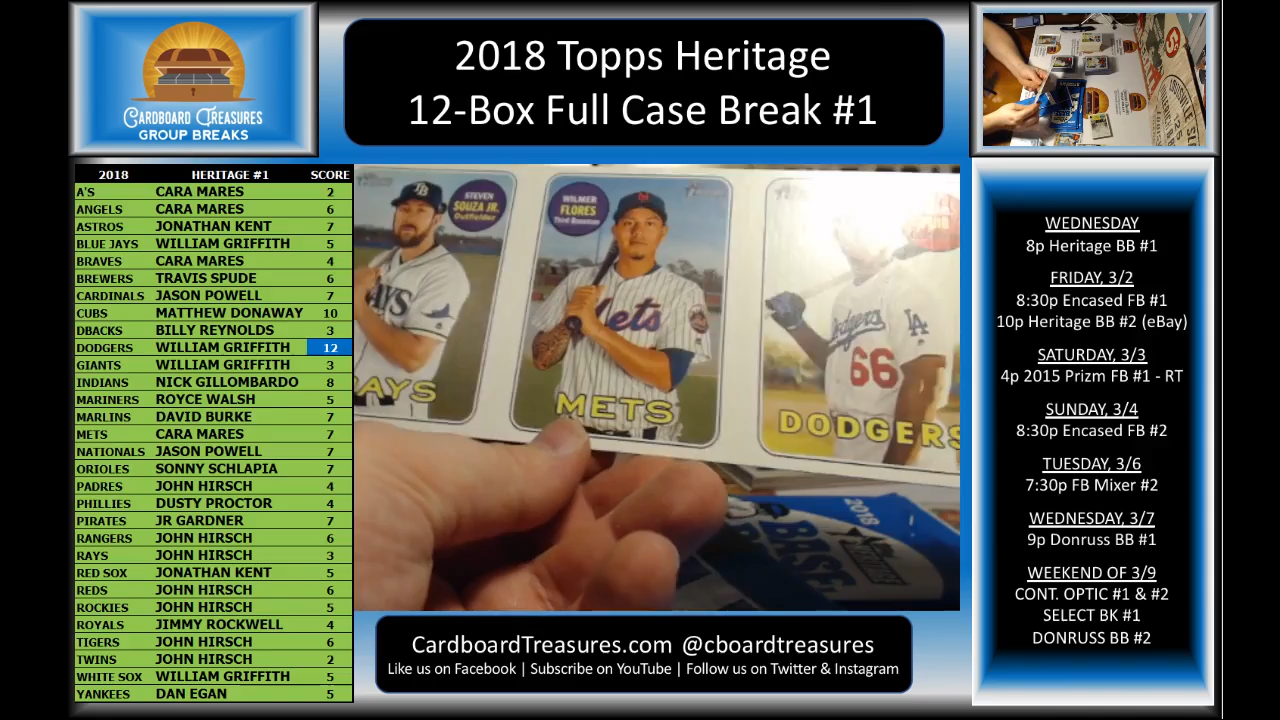 CARDBOARD TREASURES
GROUP BREAKS
2018 Topps Heritage
12-Box Full Case Break #1
2018 HERITAGE #1 SCORE
A'S CARA MARES 2
ANGELS CARA MARES 6
ASTROS JONATHAN KENT 7
BLUE JAYS WILLIAM GRIFFITH 5
BRAVES CARA MARES 4
BREWERS TRAVIS SPUDE 6
CARDINALS JASON POWELL 7
CUBS MATTHEW DONAWAY 10
DBACKS BILLY REYNOLDS 3
DODGERS WILLIAM GRIFFITH 12
GIANTS WILLIAM GRIFFITH 3
INDIANS NICK GILLOMBARDO 8
MARINERS ROYCE WALSH 5
MARLINS DAVID BURKE 7
METS CARA MARES 7
NATIONALS JASON POWELL 7
ORIOLES SONNY SCHLAPIA 7
PADRES JOHN HIRSCH 4
PHILLIES DUSTY PROCTOR 4
PIRATES JR GARDNER 7
RANGERS JOHN HIRSCH 6
RAYS JOHN HIRSCH 3
RED SOX JONATHAN KENT 5
REDS JOHN HIRSCH 6
ROCKIES JOHN HIRSCH 5
ROYALS JIMMY ROCKWELL 4
TIGERS JOHN HIRSCH 6
TWINS JOHN HIRSCH 2
WHITE SOX WILLIAM GRIFFITH 5
YANKEES DAN EGAN 5
STEVEN
SOUZA JR.
Outfielder
RAYS
AYS
WILMER
FLORES
Third Baseman
Heritage
Mets
METS
Dodgers
LA
66
DODGERS
2018
BASE
CardboardTreasures.com @cboardtreasures
Like us on Facebook | Subscribe on YouTube | Follow us on Twitter & Instagram
WEDNESDAY
8p Heritage BB #1
FRIDAY, 3/2
8:30p Encased FB #1
10p Heritage BB #2 (eBay)
SATURDAY, 3/3
4p 2015 Prizm FB #1 - RT
SUNDAY, 3/4
8:30p Encased FB #2
TUESDAY, 3/6
7:30p FB Mixer #2
WEDNESDAY, 3/7
9p Donruss BB #1
WEEKEND OF 3/9
CONT. OPTIC #1 & #2
SELECT BK #1
DONRUSS BB #2